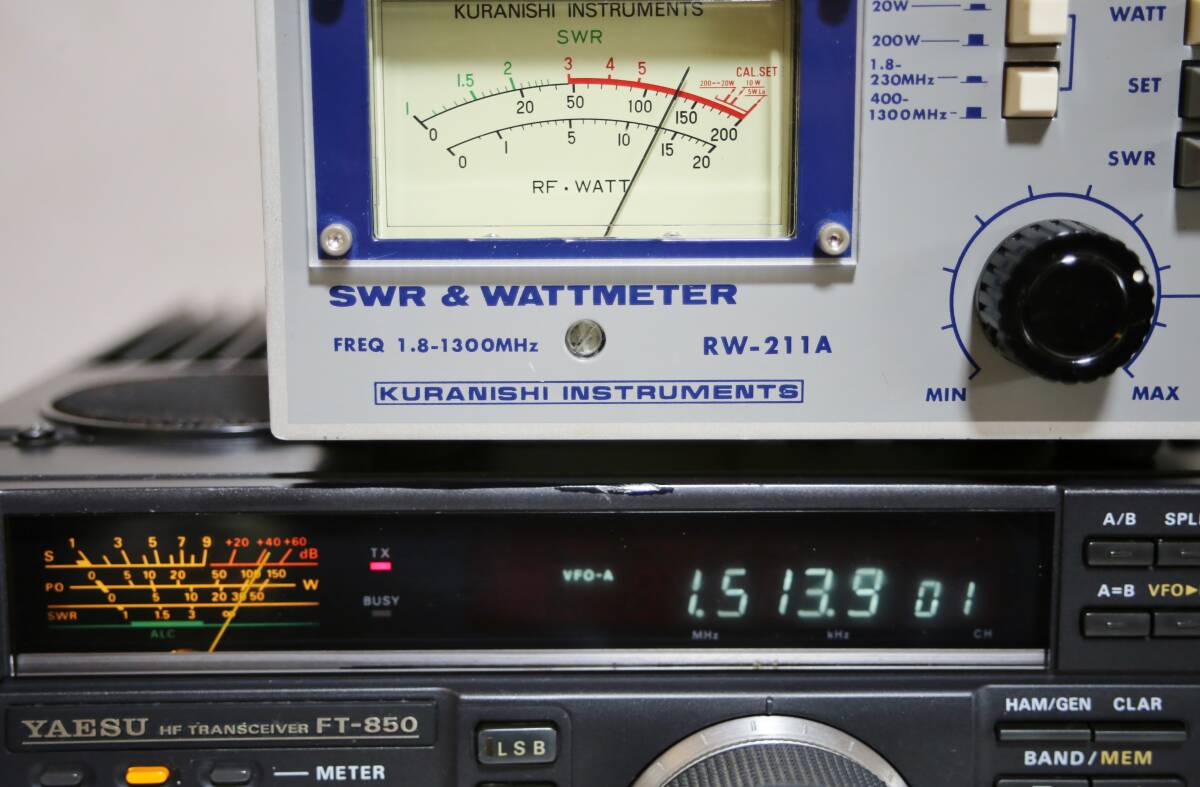 KURANISHI INSTRUMENTS
SWR
1 1.5 2 3 4 5 CAL.SET
200 20W 10W
5W
0 20 50 100 150 200
0 1 5 10 15 20
RF·WATT
SWR & WATTMETER
FREQ 1.8-1300MHz RW-211A
KURANISHI INSTRUMENTS
20W
200W
1.8-
230MHz
400-
1300MHz
WATT
SET
SWR
MIN MAX
S 1 3 5 7 9 +20 +40 +60 dB
0 5 10 20 50 100 150
PO W
0 5 10 20 30 50
SWR 1 1.5 3 ∞
ALC
TX
BUSY
VFO-A
1.513.9 01
MHz kHz CH
A/B
A=B VFO▶
YAESU HF TRANSCEIVER FT-850
METER
LSB
HAM/GEN CLAR
BAND/MEM